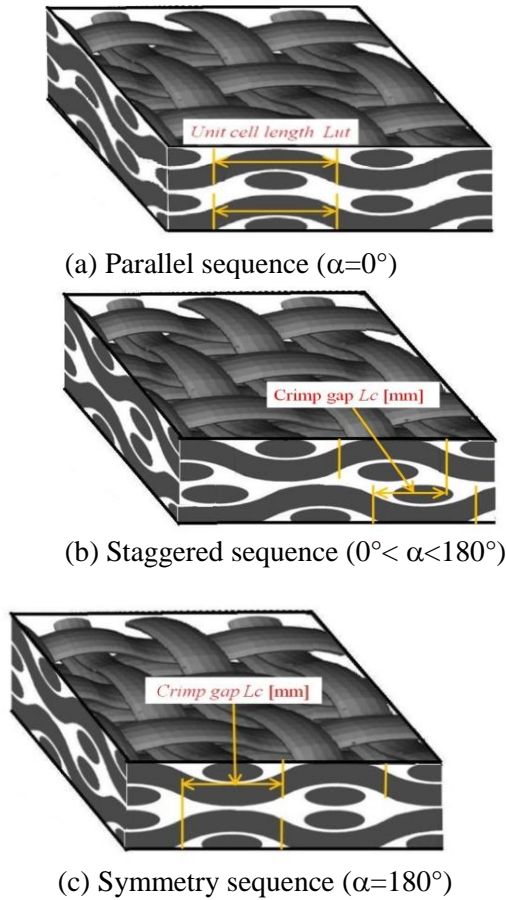 Unit cell length Lut
(a) Parallel sequence (α=0°)
Crimp gap Lc [mm]
(b) Staggered sequence (0°< α<180°)
Crimp gap Lc [mm]
(c) Symmetry sequence (α=180°)